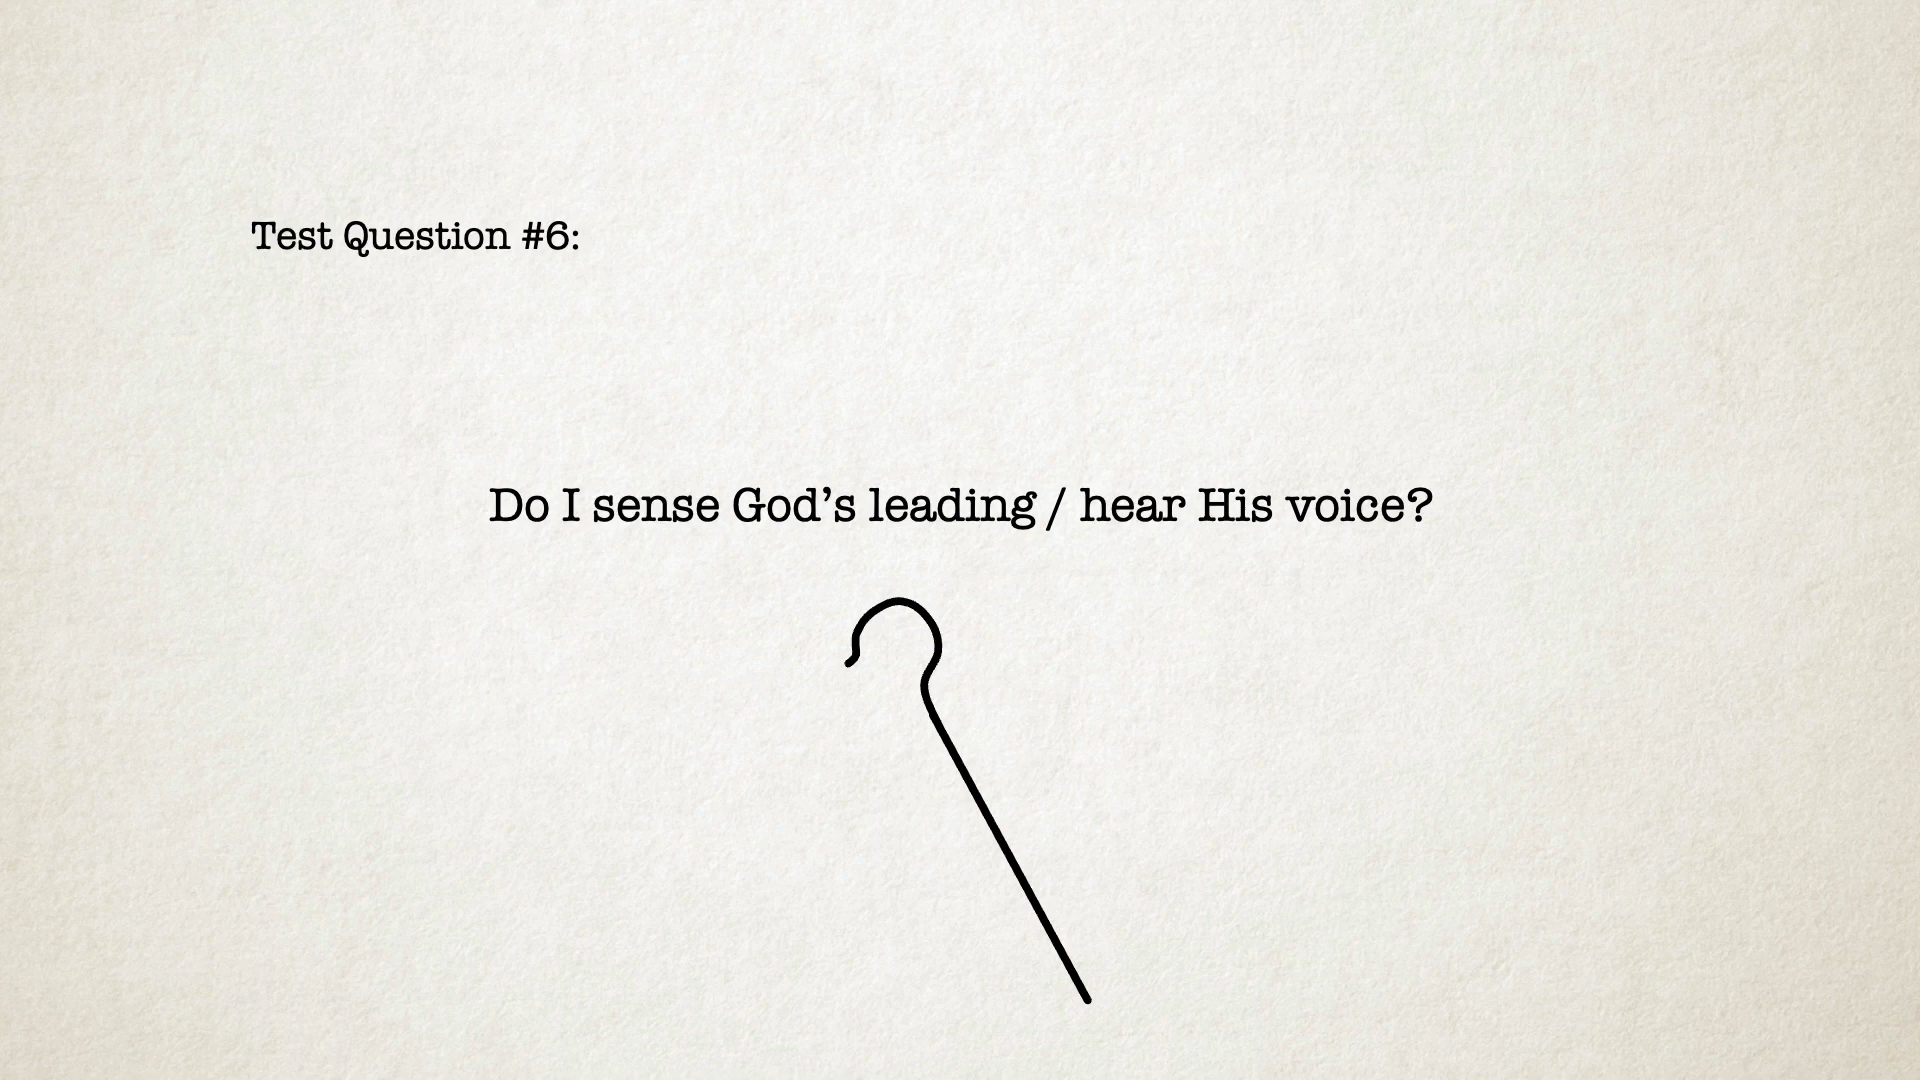 Test Question #6:
Do I sense God’s leading / hear His voice?